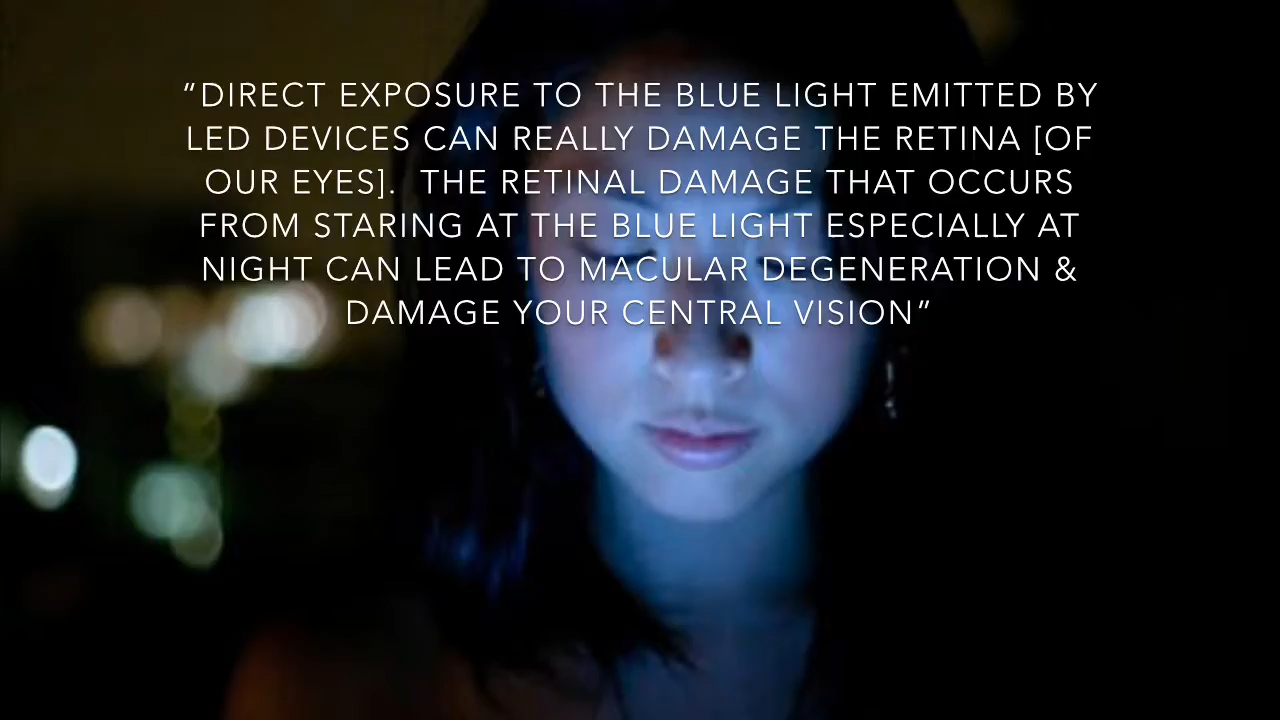 “DIRECT EXPOSURE TO THE BLUE LIGHT EMITTED BY
LED DEVICES CAN REALLY DAMAGE THE RETINA [OF
OUR EYES].  THE RETINAL DAMAGE THAT OCCURS
FROM STARING AT THE BLUE LIGHT ESPECIALLY AT
NIGHT CAN LEAD TO MACULAR DEGENERATION &
DAMAGE YOUR CENTRAL VISION”